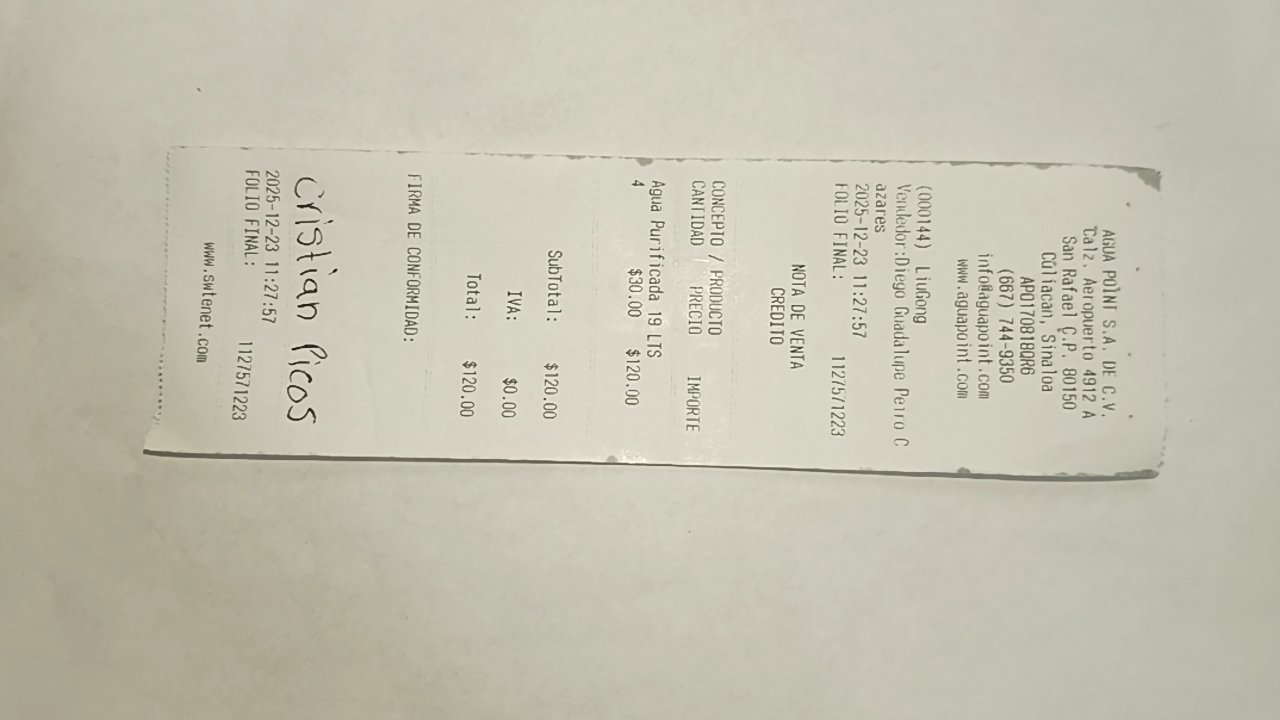 AGUA POINT S.A. DE C.V.
Calz. Aeropuerto 4912 A
San Rafael C.P. 80150
Culiacan, Sinaloa
APO170818QR6
(667) 744-9350
info@aguapoint.com
www.aguapoint.com
(000144) LiuGong
Vendedor:Diego Guadalupe Peiro C
azares
2025-12-23 11:27:57
FOLIO FINAL: 1127571223
NOTA DE VENTA
CREDITO
CONCEPTO / PRODUCTO
CANTIDAD / PRECIO IMPORTE
Agua Purificada 19 LTS
4 $30.00 $120.00
SubTotal: $120.00
IVA: $0.00
Total: $120.00
FIRMA DE CONFORMIDAD:
Cristian Picos
2025-12-23 11:27:57
FOLIO FINAL: 1127571223
www.swtenet.com